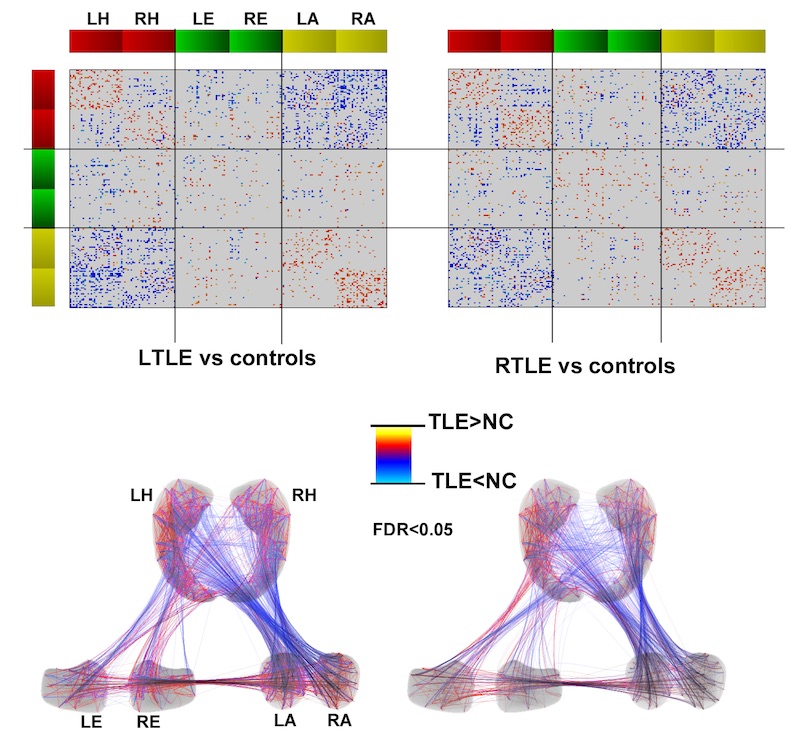 LH RH LE RE LA RA
LTLE vs controls
RTLE vs controls
TLE>NC
TLE<NC
FDR<0.05
LH
RH
LE RE LA RA